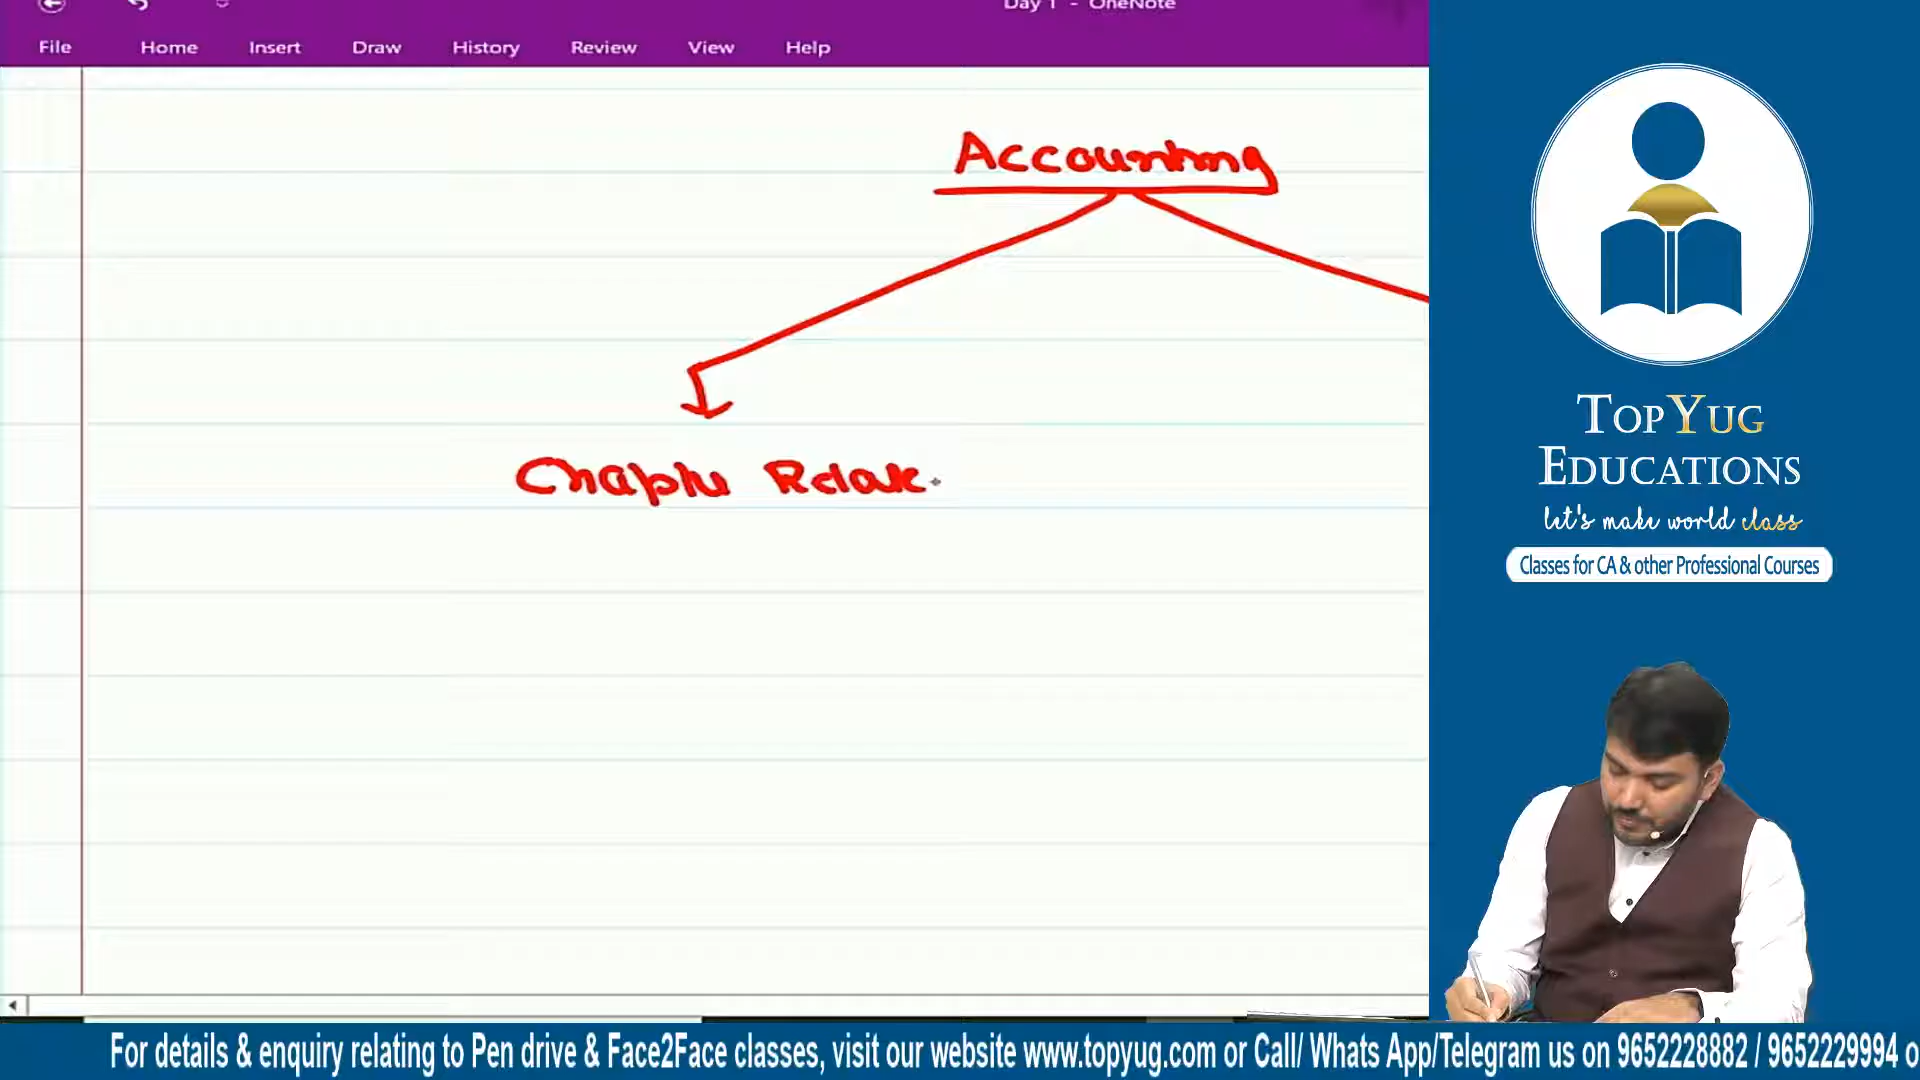 Day 1 - OneNote
File Home Insert Draw History Review View Help
Accounting
TOPYUG
EDUCATIONS
let's make world class
Classes for CA & other Professional Courses
For details & enquiry relating to Pen drive & Face2Face classes, visit our website www.topyug.com or Call/ Whats App/Telegram us on 9652228882 / 9652229994 o